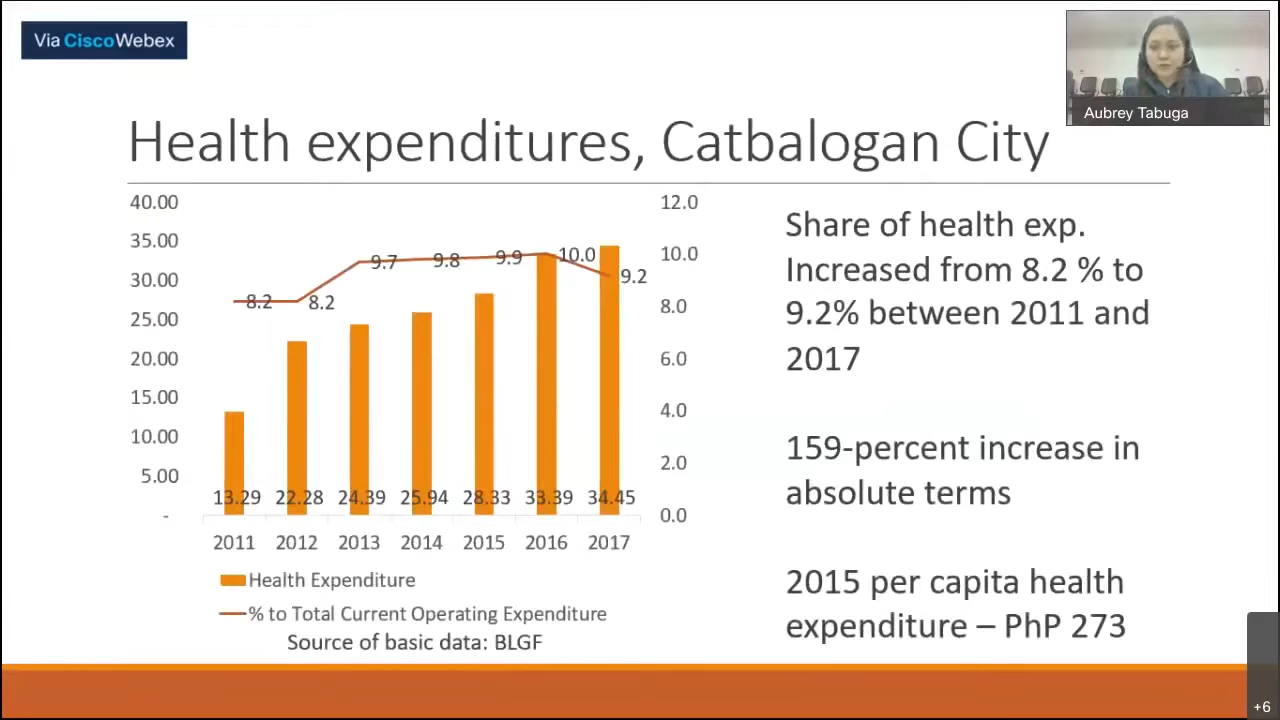 Via CiscoWebex
Aubrey Tabuga
Health expenditures, Catbalogan City
40.00
35.00
30.00
25.00
20.00
15.00
10.00
5.00
-
12.0
10.0
8.0
6.0
4.0
2.0
0.0
8.2 8.2 9.7 9.8 9.9 10.0 9.2
13.29 22.28 24.39 25.94 28.33 33.39 34.45
2011 2012 2013 2014 2015 2016 2017
Health Expenditure
% to Total Current Operating Expenditure
Source of basic data: BLGF
Share of health exp.
Increased from 8.2 % to
9.2% between 2011 and
2017
159-percent increase in
absolute terms
2015 per capita health
expenditure – PhP 273
+6